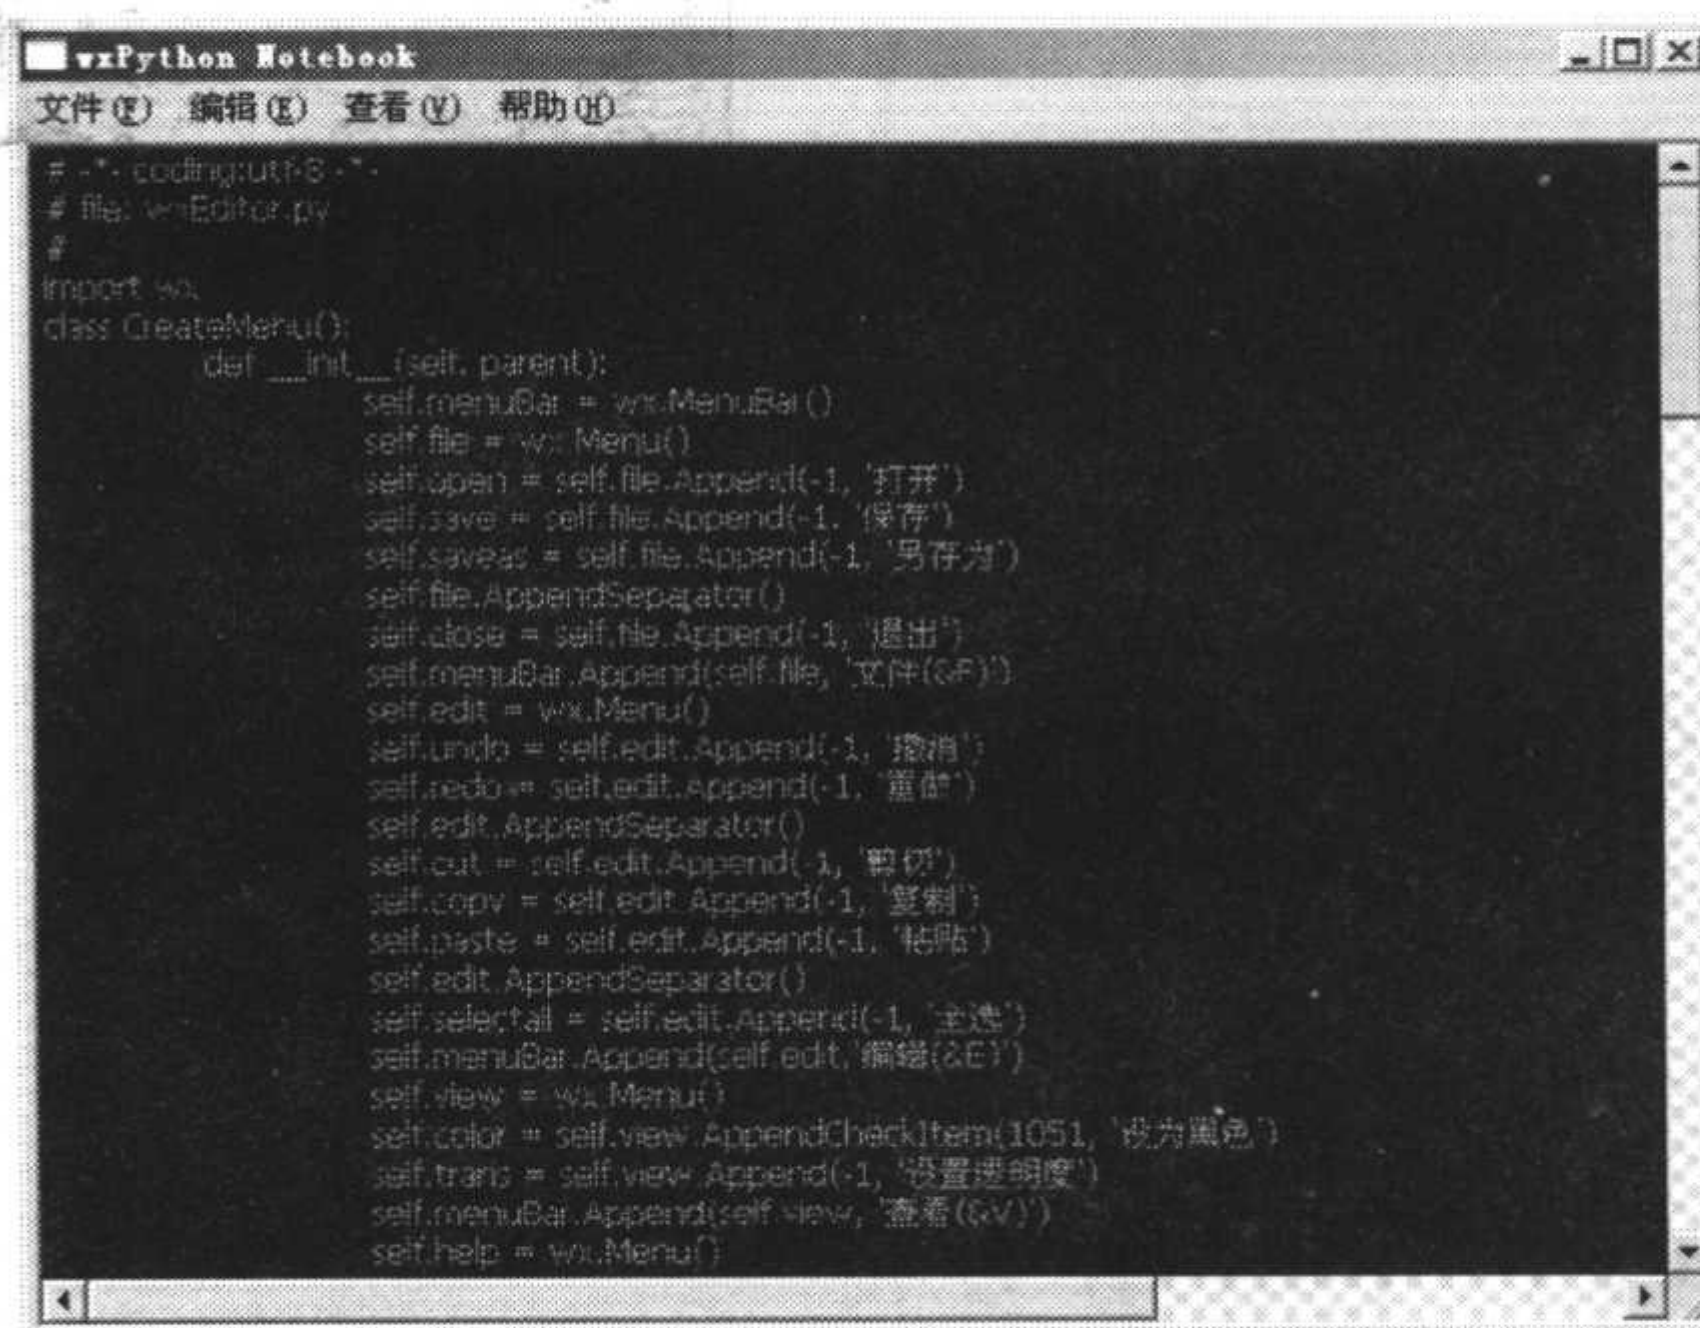 wxPython Notebook
文件(F) 编辑(E) 查看(V) 帮助(H)
# -*- coding:utf-8 -*-
# file: wxEditor.py
#
import wx
class CreateMenu():
def __init__(self, parent):
self.menuBar = wx.MenuBar()
self.file = wx.Menu()
self.open = self.file.Append(-1, '打开')
self.save = self.file.Append(-1, '保存')
self.saveas = self.file.Append(-1, '另存为')
self.file.AppendSeparator()
self.close = self.file.Append(-1, '退出')
self.menuBar.Append(self.file, '文件(&F)')
self.edit = wx.Menu()
self.undo = self.edit.Append(-1, '撤消')
self.redo = self.edit.Append(-1, '重做')
self.edit.AppendSeparator()
self.cut = self.edit.Append(-1, '剪切')
self.copy = self.edit.Append(-1, '复制')
self.paste = self.edit.Append(-1, '粘贴')
self.edit.AppendSeparator()
self.selectall = self.edit.Append(-1, '全选')
self.menuBar.Append(self.edit,'编辑(&E)')
self.view = wx.Menu()
self.color = self.view.AppendCheckItem(1051, '设为黑色')
self.trans = self.view.Append(-1, '设置透明度')
self.menuBar.Append(self.view, '查看(&V)')
self.help = wx.Menu()